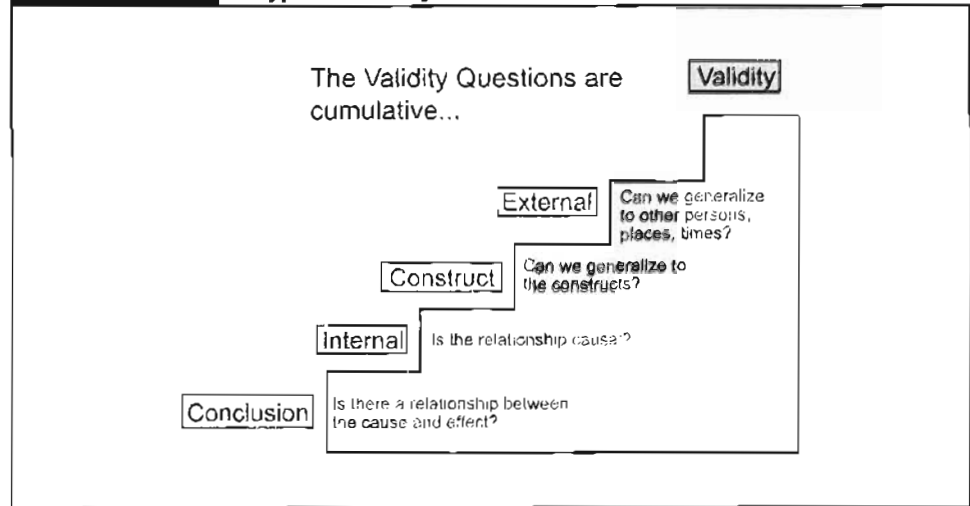 The Validity Questions are
cumulative...
Validity
External
Can we generalize
to other persons,
places, times?
Construct
Can we generalize to
the constructs?
Internal
Is the relationship causal?
Conclusion
Is there a relationship between
the cause and effect?